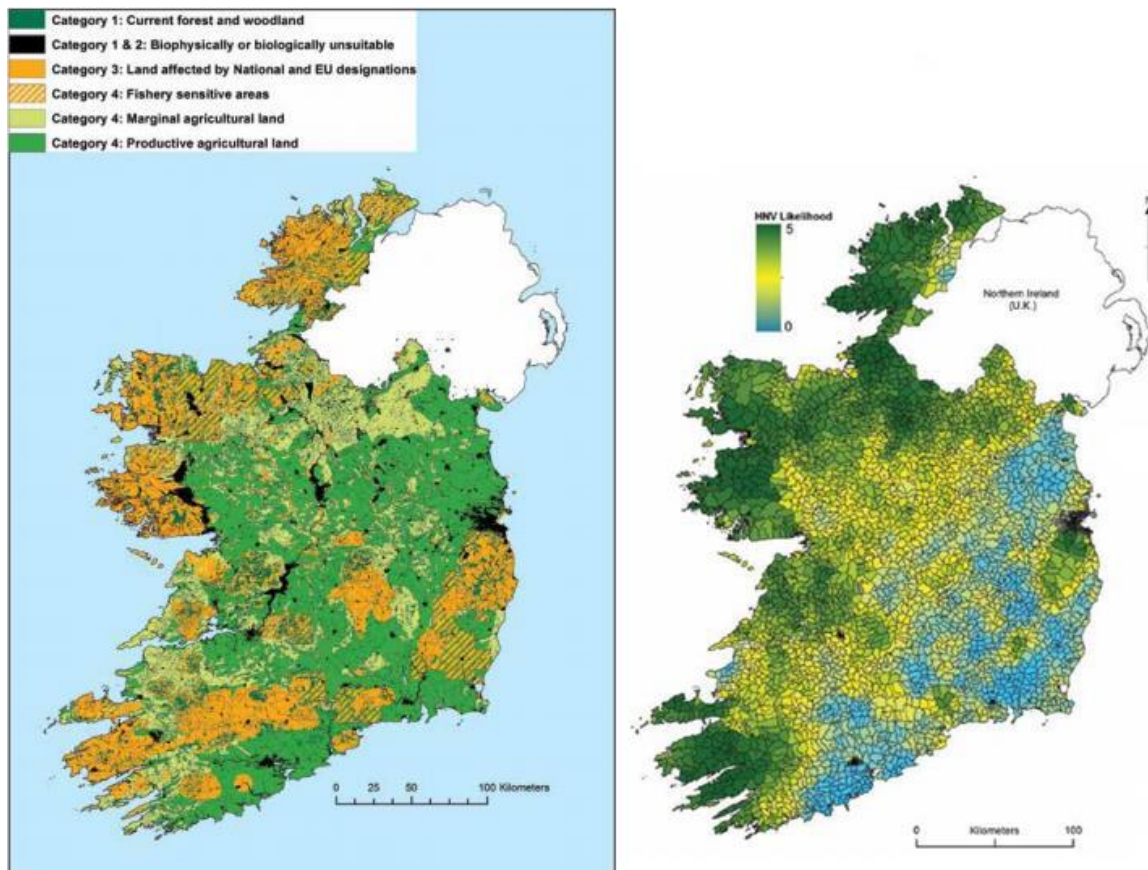 Category 1: Current forest and woodland
Category 1 & 2: Biophysically or biologically unsuitable
Category 3: Land affected by National and EU designations
Category 4: Fishery sensitive areas
Category 4: Marginal agricultural land
Category 4: Productive agricultural land
0 25 50 100 Kilometers
HNV Likelihood
5
0
Northern Ireland
(U.K.)
0 Kilometers 100